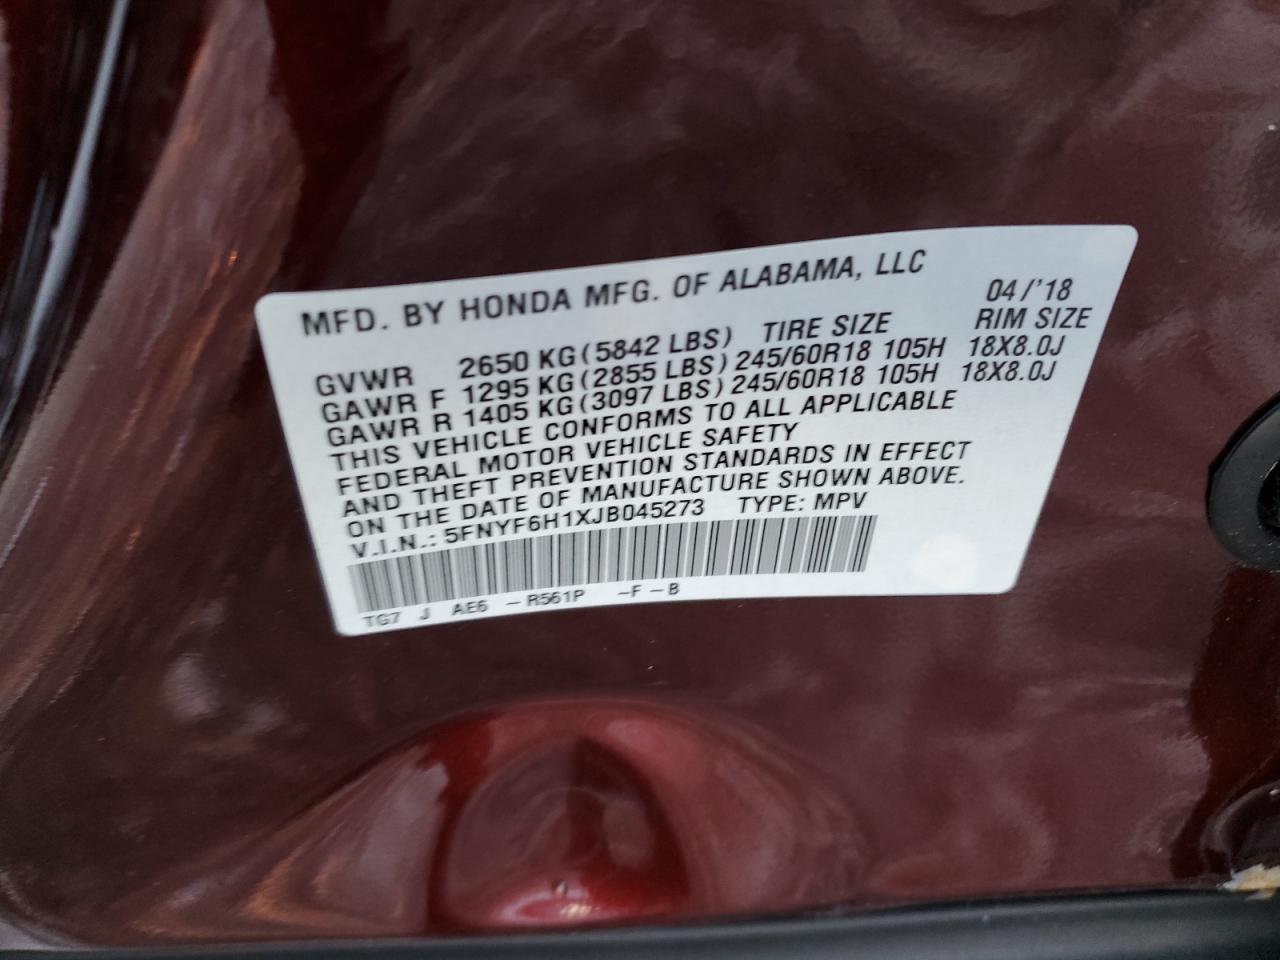 MFD. BY HONDA MFG. OF ALABAMA, LLC
04/'18
GVWR 2650 KG(5842 LBS) TIRE SIZE RIM SIZE
GAWR F 1295 KG(2855 LBS)245/60R18 105H 18X8.0J
GAWR R 1405 KG(3097 LBS)245/60R18 105H 18X8.0J
THIS VEHICLE CONFORMS TO ALL APPLICABLE
FEDERAL MOTOR VEHICLE SAFETY
AND THEFT PREVENTION STANDARDS IN EFFECT
ON THE DATE OF MANUFACTURE SHOWN ABOVE.
V.I.N.: 5FNYF6H1XJB045273 TYPE: MPV
TG7 J AE6 -R561P -F-B